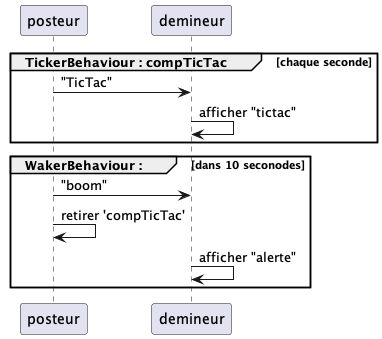 posteur demineur
TickerBehaviour : compTicTac [chaque seconde]
"TicTac"
afficher "tictac"
WakerBehaviour : [dans 10 seconodes]
"boom"
retirer 'compTicTac'
afficher "alerte"
posteur demineur